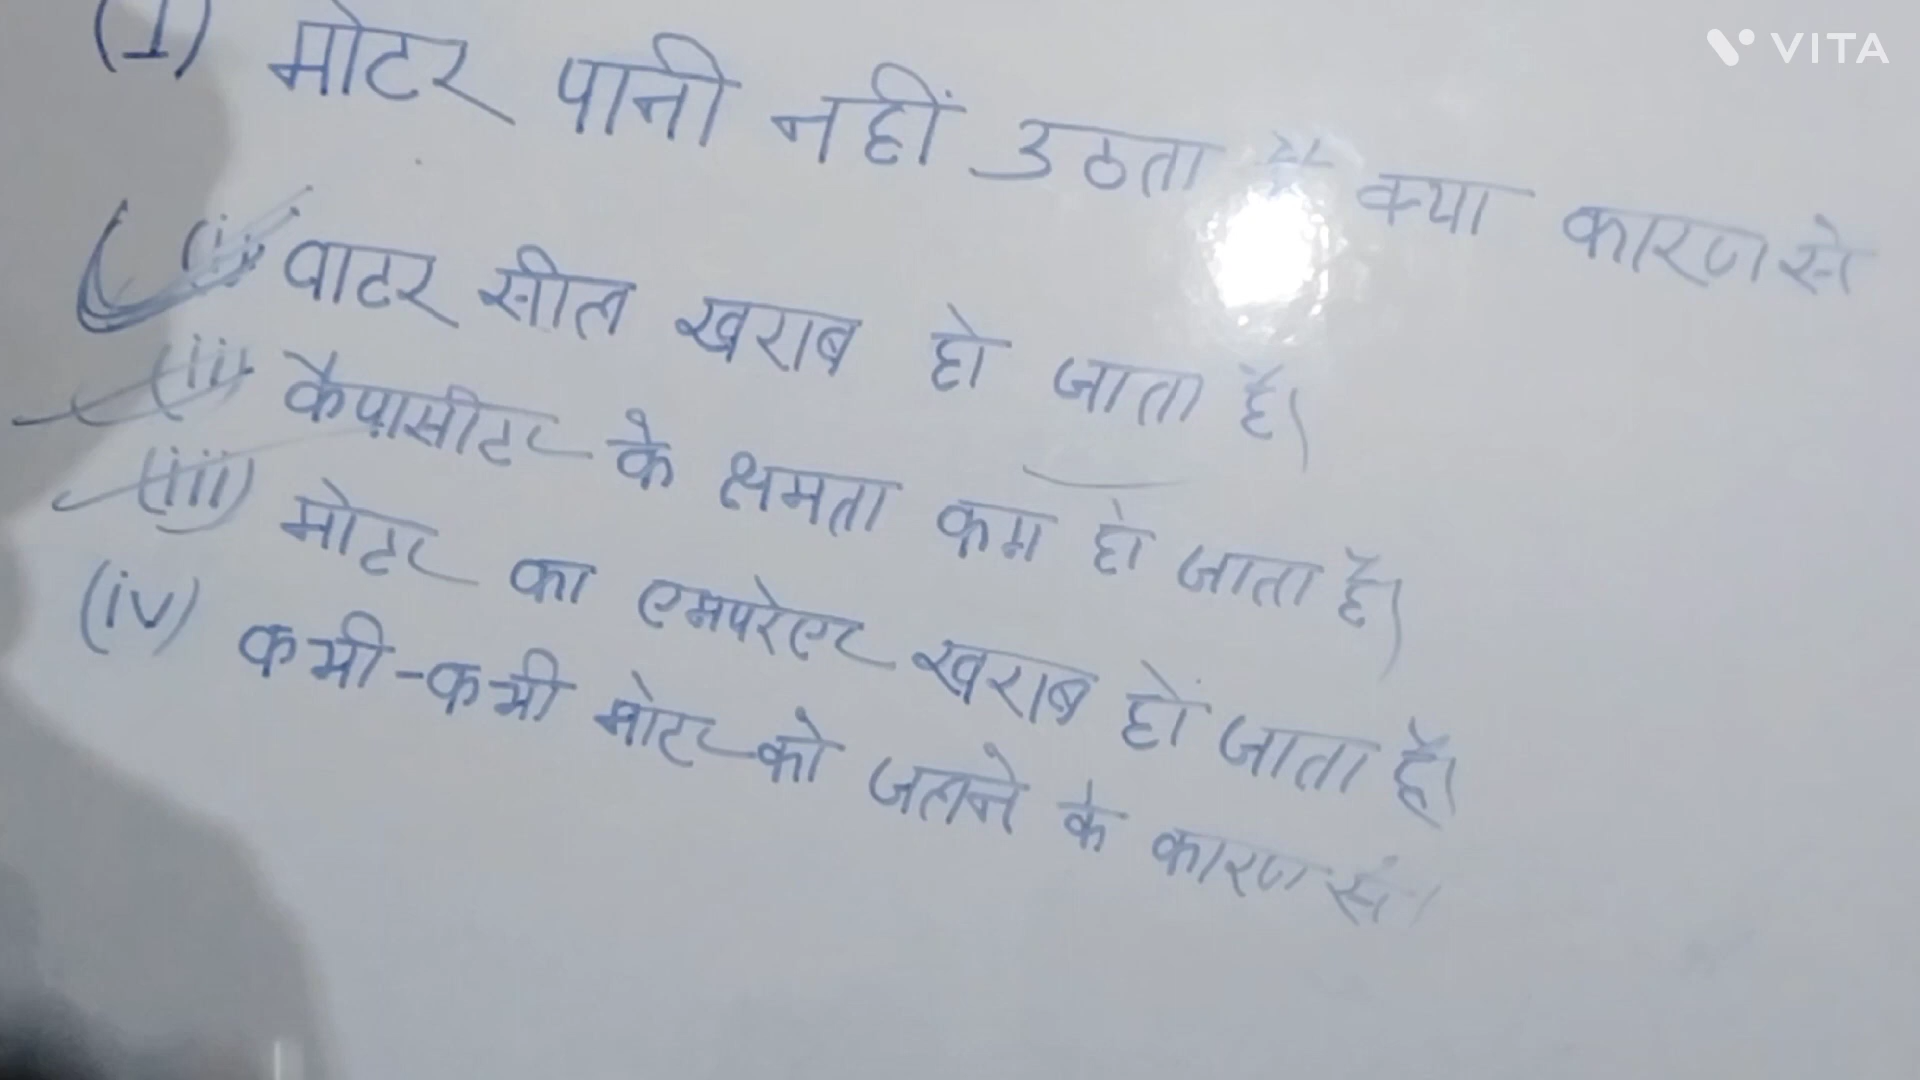 VITA
(1) मोटर पानी नहीं उठता है क्या कारण से
(i) वाटर सील खराब हो जाता है।
(ii) कैपासीटर के क्षमता कम हो जाता है।
(iii) मोटर का एमपरेलर खराब हों जाता है।
(iv) कभी-कभी मोटर को जलने के कारण से।